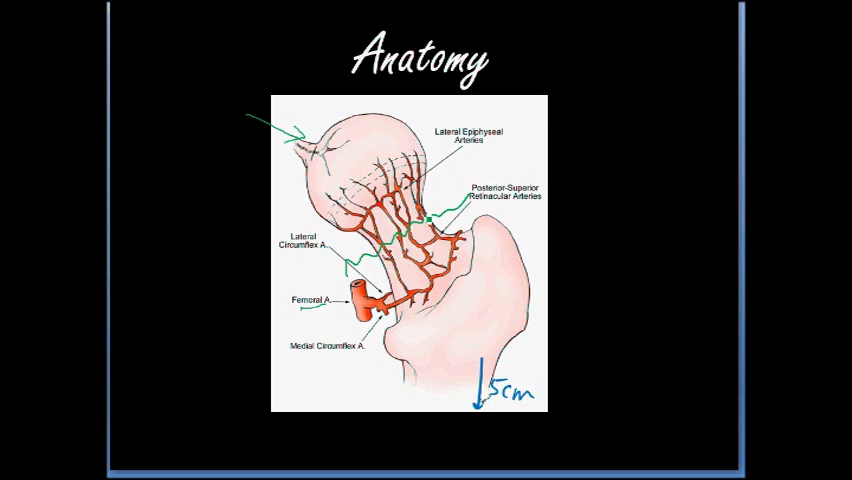 Anatomy
Lateral Epiphyseal
Arteries
Posterior-Superior
Retinacular Arteries
Lateral
Circumflex A.
Femoral A.
Medial Circumflex A.
5cm